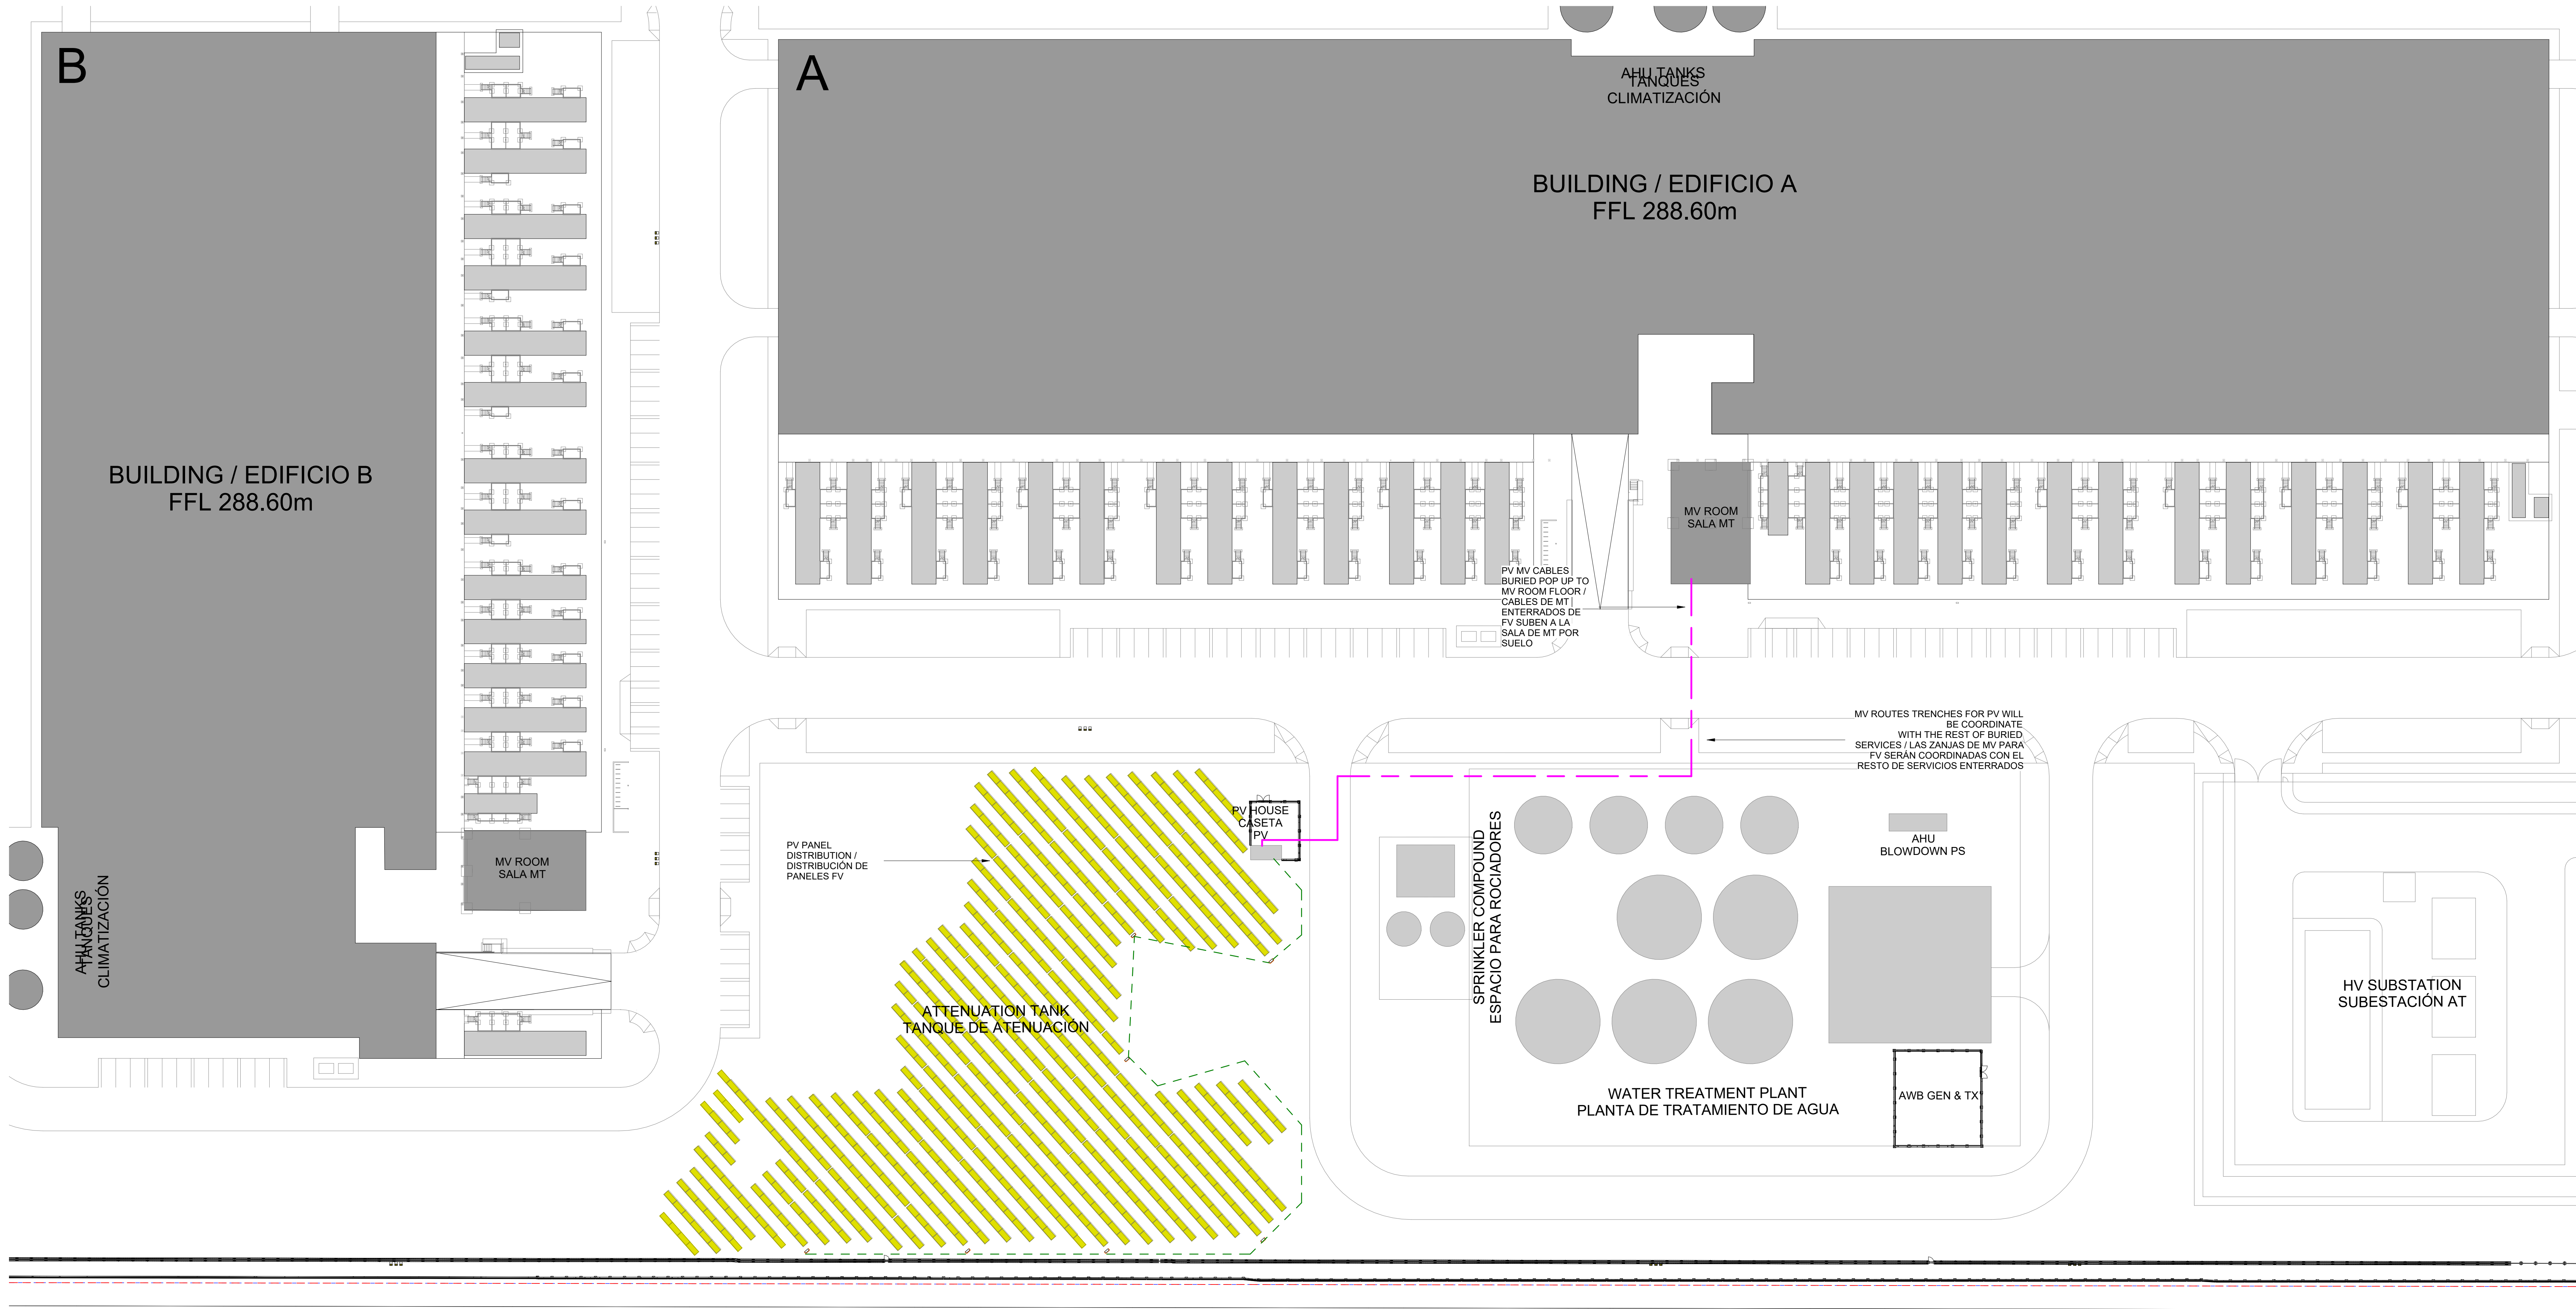 B
A
AHU TANKS
TANQUES
CLIMATIZACIÓN
BUILDING / EDIFICIO A
FFL 288.60m
BUILDING / EDIFICIO B
FFL 288.60m
MV ROOM
SALA MT
PV MV CABLES
BURIED POP UP TO
MV ROOM FLOOR /
CABLES DE MT
ENTERRADOS DE
FV SUBEN A LA
SALA DE MT POR
SUELO
MV ROUTES TRENCHES FOR PV WILL
BE COORDINATE
WITH THE REST OF BURIED
SERVICES / LAS ZANJAS DE MV PARA
FV SERÁN COORDINADAS CON EL
RESTO DE SERVICIOS ENTERRADOS
PV HOUSE
CASETA
PV
PV PANEL
DISTRIBUTION /
DISTRIBUCIÓN DE
PANELES FV
MV ROOM
SALA MT
AHU TANKS
TANQUES
CLIMATIZACIÓN
SPRINKLER COMPOUND
ESPACIO PARA ROCIADORES
AHU
BLOWDOWN PS
ATTENUATION TANK
TANQUE DE ATENUACIÓN
HV SUBSTATION
SUBESTACIÓN AT
WATER TREATMENT PLANT
PLANTA DE TRATAMIENTO DE AGUA
AWB GEN & TX